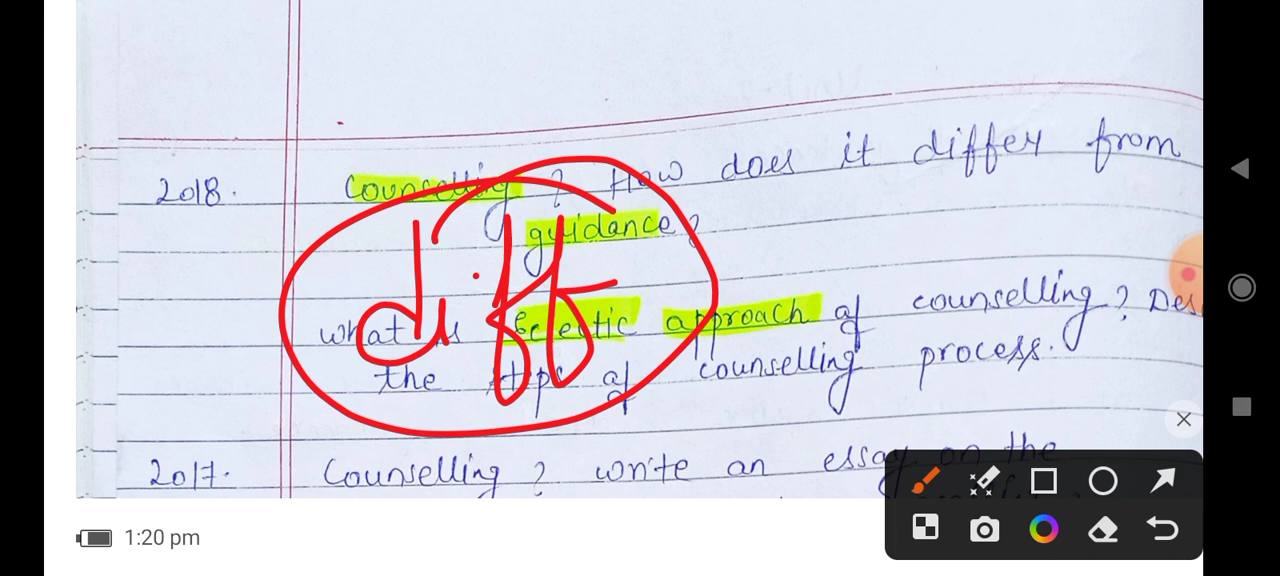 2018. Counselling ? How does it differ from
guidance ?
diff
what is Eclectic approach of counselling ? Des
the steps of counselling process.
2017. Counselling ? write an essay on the
1:20 pm